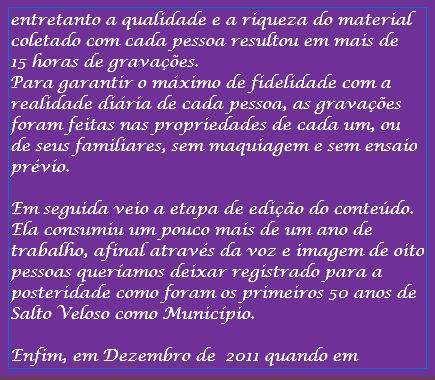 entretanto a qualidade e a riqueza do material
coletado com cada pessoa resultou em mais de
15 horas de gravações.
Para garantir o máximo de fidelidade com a
realidade diária de cada pessoa, as gravações
foram feitas nas propriedades de cada um, ou
de seus familiares, sem maquiagem e sem ensaio
prévio.
Em seguida veio a etapa de edição do conteúdo.
Ela consumiu um pouco mais de um ano de
trabalho, afinal através da voz e imagem de oito
pessoas queríamos deixar registrado para a
posteridade como foram os primeiros 50 anos de
Salto Veloso como Município.
Enfim, em Dezembro de 2011 quando em